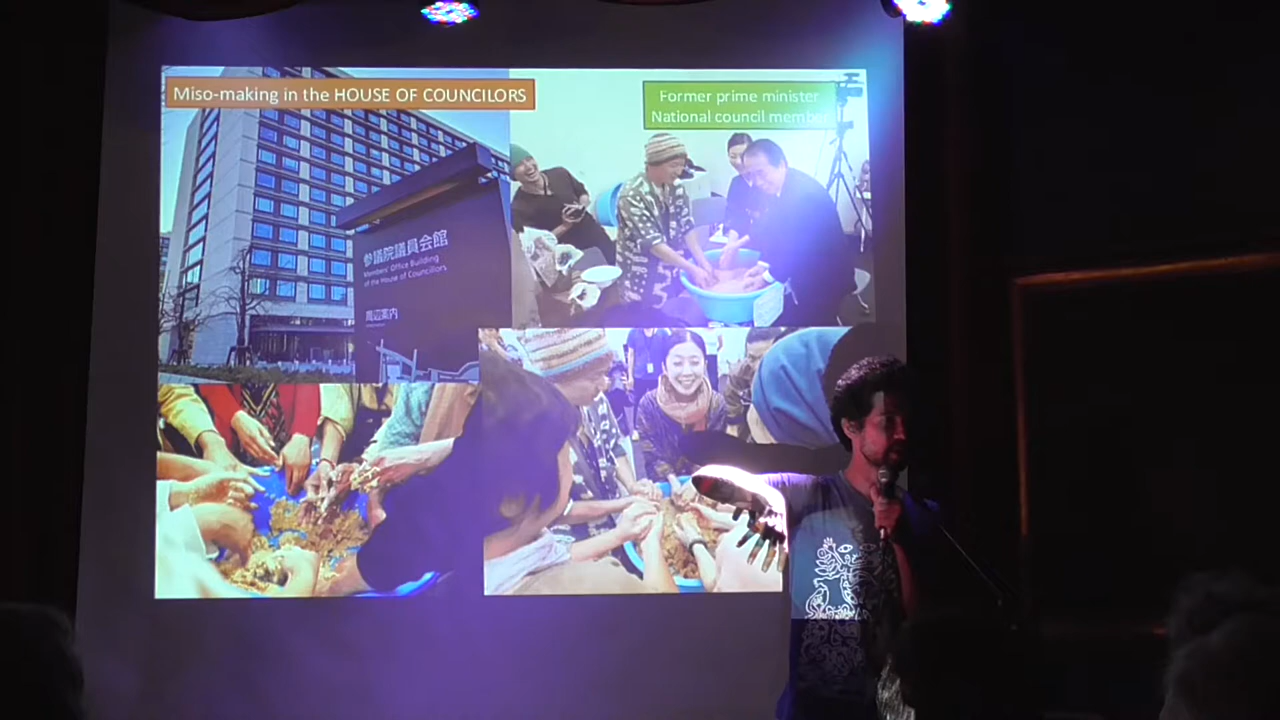 Miso-making in the HOUSE OF COUNCILORS
Former prime minister
National council member
参議院議員会館
Members' Office Building
of the House of Councillors
周辺案内